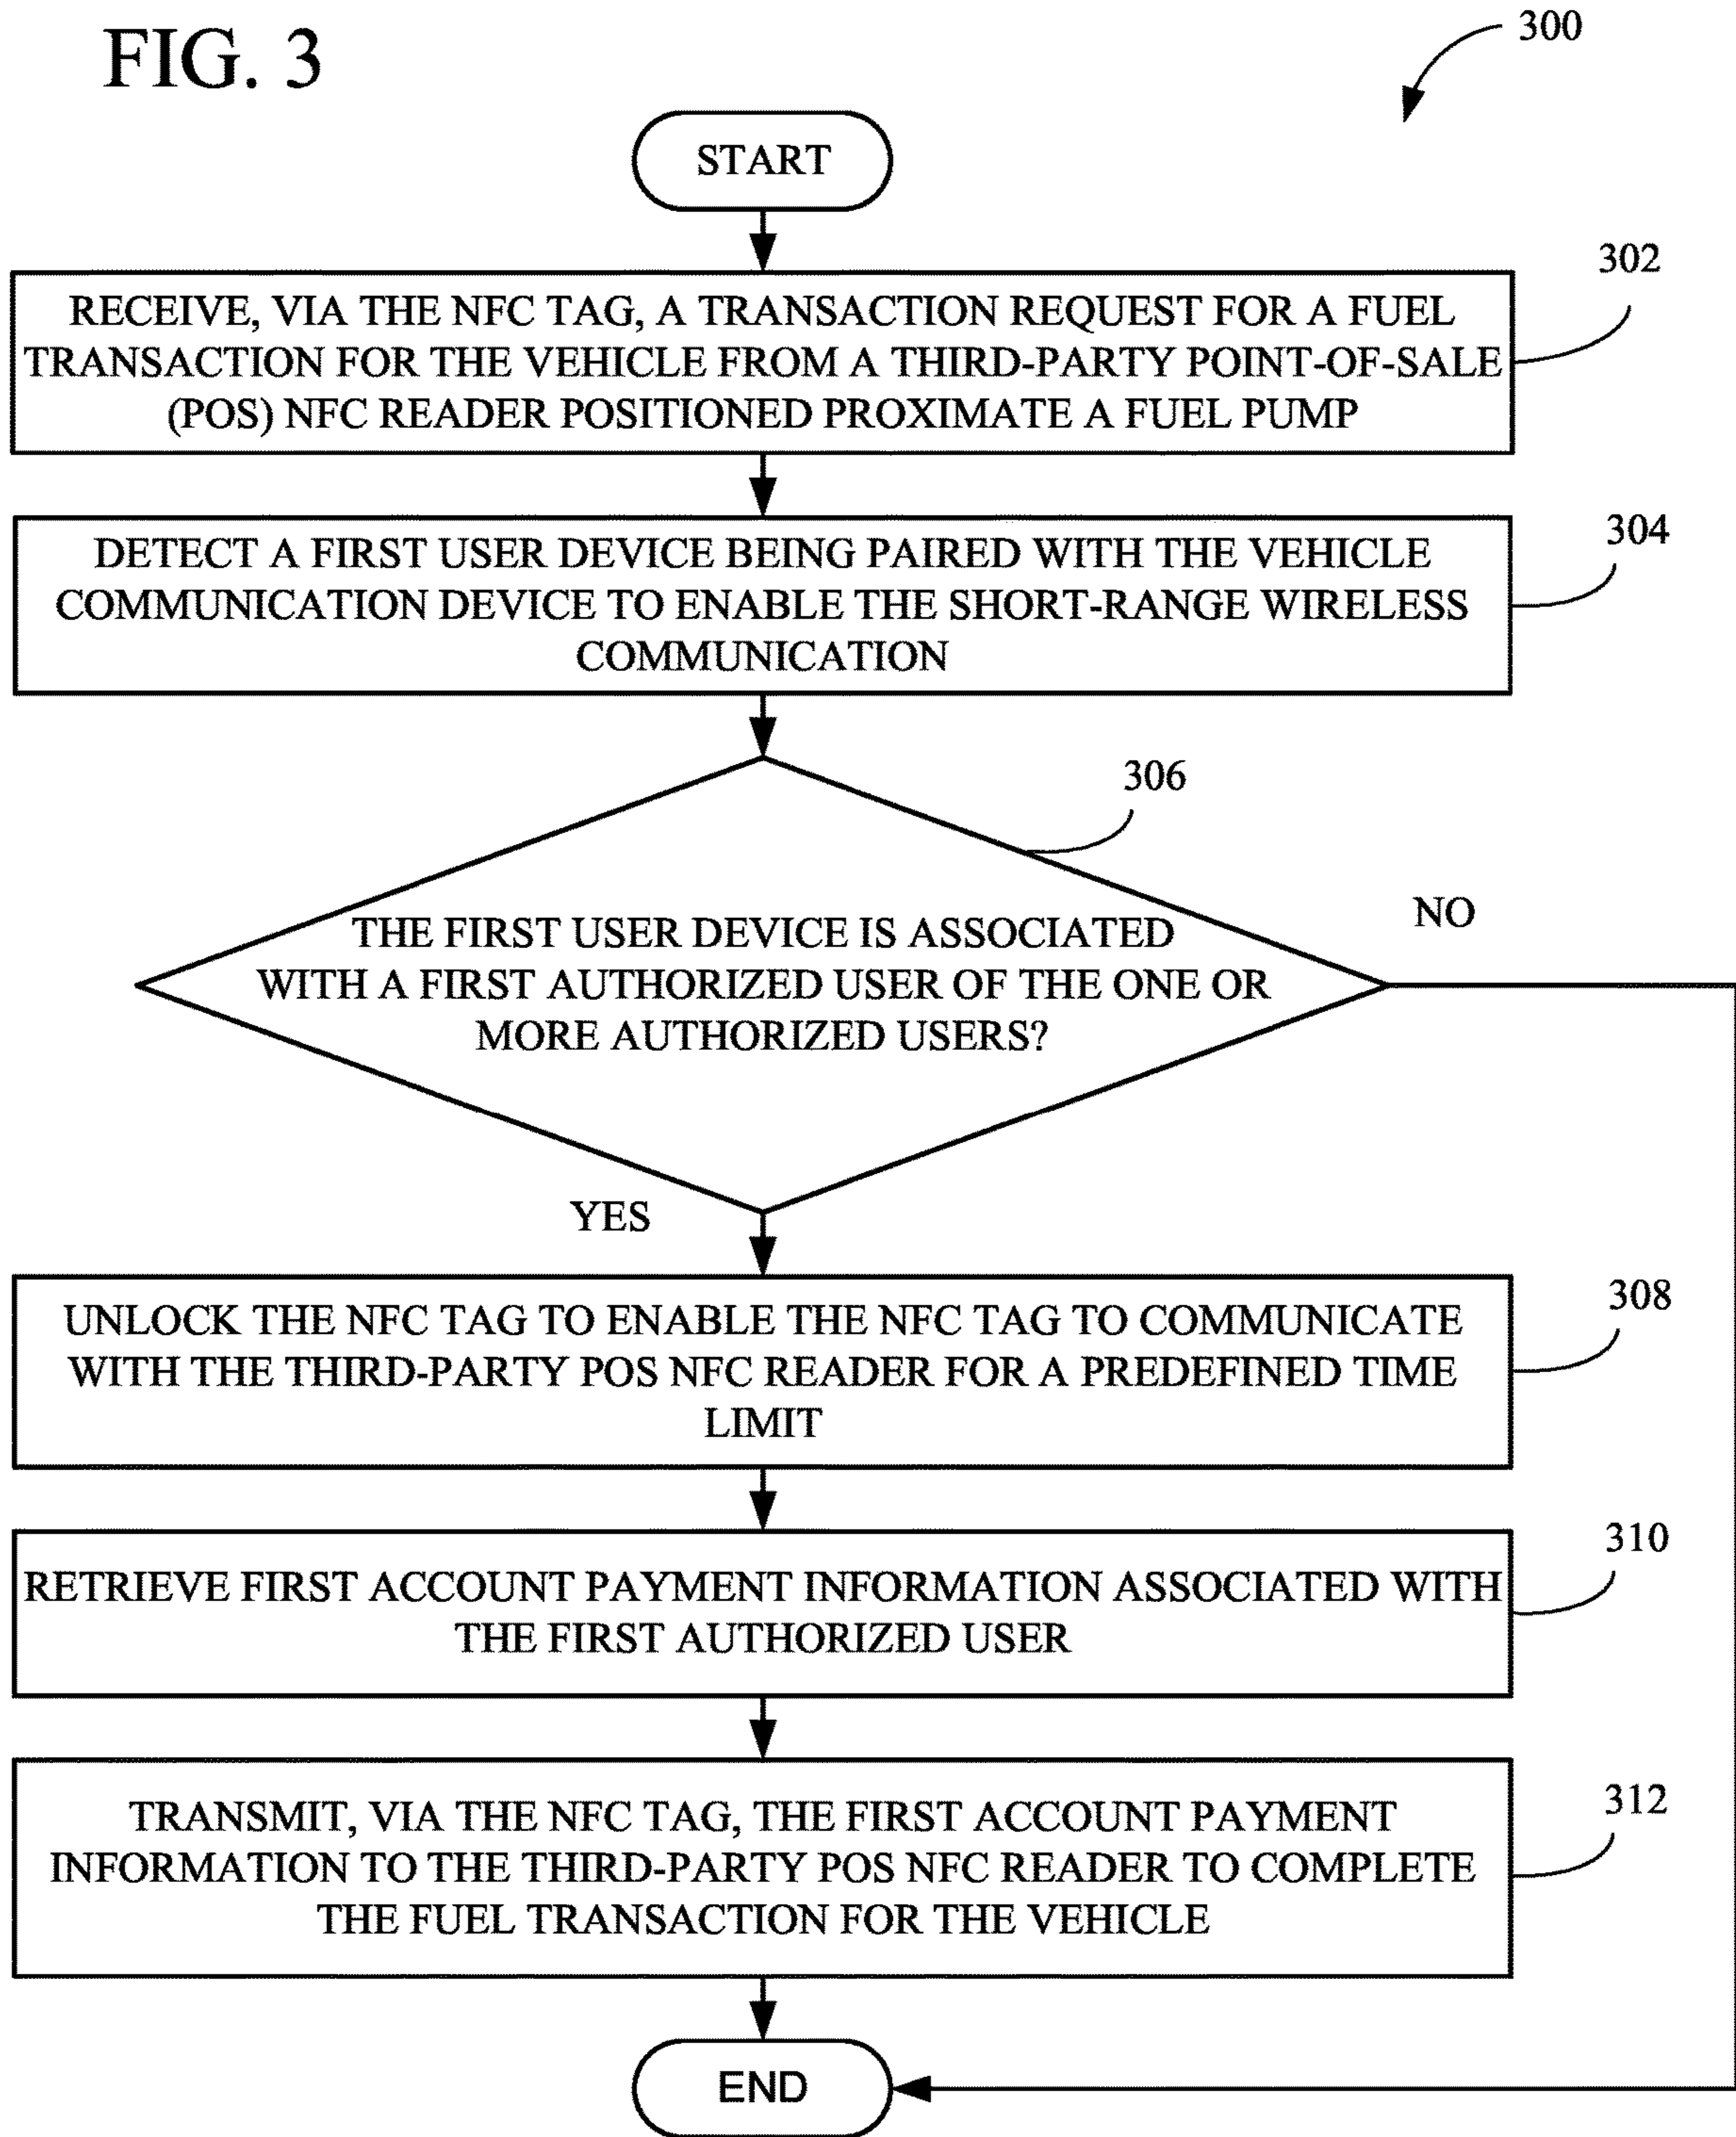 FIG. 3
300
START
302
RECEIVE, VIA THE NFC TAG, A TRANSACTION REQUEST FOR A FUEL
TRANSACTION FOR THE VEHICLE FROM A THIRD-PARTY POINT-OF-SALE
(POS) NFC READER POSITIONED PROXIMATE A FUEL PUMP
304
DETECT A FIRST USER DEVICE BEING PAIRED WITH THE VEHICLE
COMMUNICATION DEVICE TO ENABLE THE SHORT-RANGE WIRELESS
COMMUNICATION
306
NO
THE FIRST USER DEVICE IS ASSOCIATED
WITH A FIRST AUTHORIZED USER OF THE ONE OR
MORE AUTHORIZED USERS?
YES
308
UNLOCK THE NFC TAG TO ENABLE THE NFC TAG TO COMMUNICATE
WITH THE THIRD-PARTY POS NFC READER FOR A PREDEFINED TIME
LIMIT
310
RETRIEVE FIRST ACCOUNT PAYMENT INFORMATION ASSOCIATED WITH
THE FIRST AUTHORIZED USER
312
TRANSMIT, VIA THE NFC TAG, THE FIRST ACCOUNT PAYMENT
INFORMATION TO THE THIRD-PARTY POS NFC READER TO COMPLETE
THE FUEL TRANSACTION FOR THE VEHICLE
END